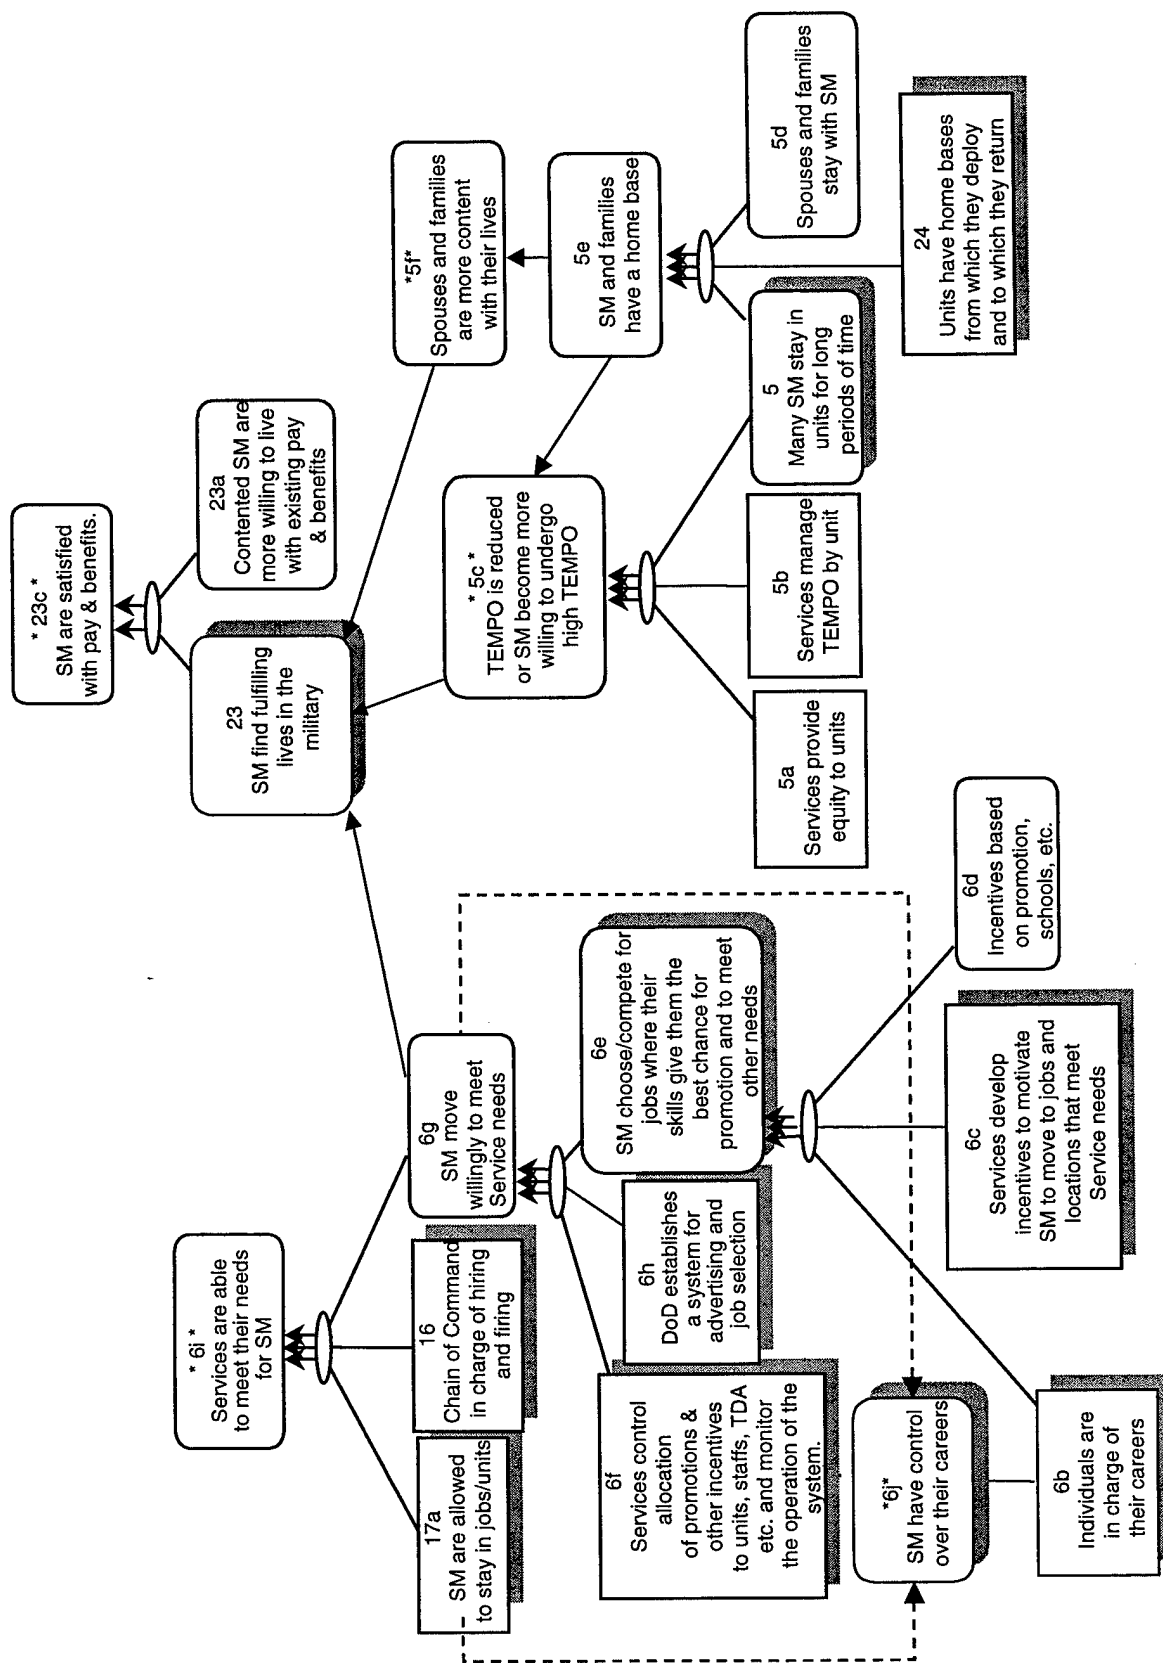 * 23c *
SM are satisfied
with pay & benefits.
23a
Contented SM are
more willing to live
with existing pay
& benefits
23
SM find fulfilling
lives in the
military
*5f*
Spouses and families
are more content
with their lives
5e
SM and families
have a home base
5d
Spouses and families
stay with SM
24
Units have home bases
from which they deploy
and to which they return
* 5c *
TEMPO is reduced
or SM become more
willing to undergo
high TEMPO
5
Many SM stay in
units for long
periods of time
5b
Services manage
TEMPO by unit
5a
Services provide
equity to units
* 6i *
Services are able
to meet their needs
for SM
17a
SM are allowed
to stay in jobs/units
16
Chain of Command
in charge of hiring
and firing
6g
SM move
willingly to meet
Service needs
6f
Services control
allocation
of promotions &
other incentives
to units, staffs, TDA
etc. and monitor
the operation of the
system.
6h
DoD establishes
a system for
advertising and
job selection
6e
SM choose/compete for
jobs where their
skills give them the
best chance for
promotion and to meet
other needs
*6j*
SM have control
over their careers
6b
Individuals are
in charge of
their careers
6c
Services develop
incentives to motivate
SM to move to jobs and
locations that meet
Service needs
6d
Incentives based
on promotion,
schools, etc.